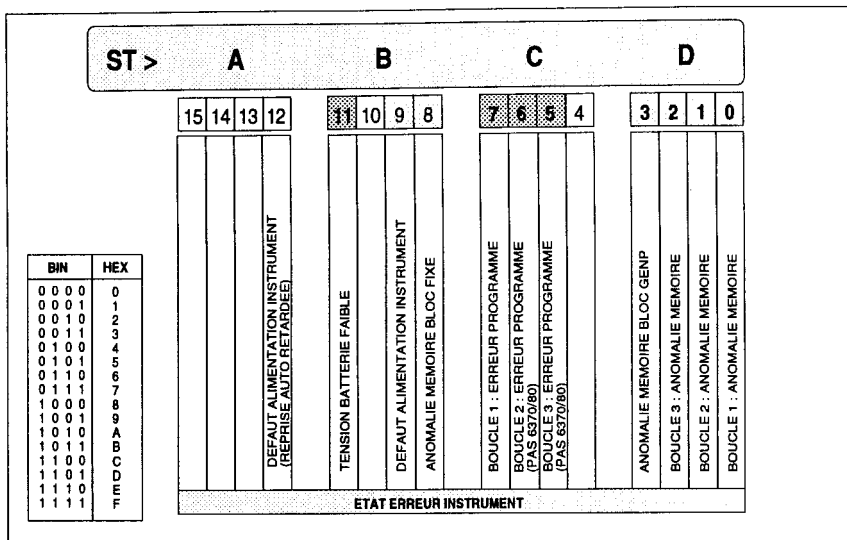 ST > A B C D
15 14 13 12 11 10 9 8 7 6 5 4 3 2 1 0
DEFAUT ALIMENTATION INSTRUMENT
(REPRISE AUTO RETARDEE)
TENSION BATTERIE FAIBLE
DEFAUT ALIMENTATION INSTRUMENT
ANOMALIE MEMOIRE BLOC FIXE
BOUCLE 1 : ERREUR PROGRAMME
BOUCLE 2 : ERREUR PROGRAMME
(PAS 6370/80)
BOUCLE 3 : ERREUR PROGRAMME
(PAS 6370/80)
ANOMALIE MEMOIRE BLOC GENP
BOUCLE 3 : ANOMALIE MEMOIRE
BOUCLE 2 : ANOMALIE MEMOIRE
BOUCLE 1 : ANOMALIE MEMOIRE
BIN HEX
0 0 0 0 0
0 0 0 1 1
0 0 1 0 2
0 0 1 1 3
0 1 0 0 4
0 1 0 1 5
0 1 1 0 6
0 1 1 1 7
1 0 0 0 8
1 0 0 1 9
1 0 1 0 A
1 0 1 1 B
1 1 0 0 C
1 1 0 1 D
1 1 1 0 E
1 1 1 1 F
ETAT ERREUR INSTRUMENT